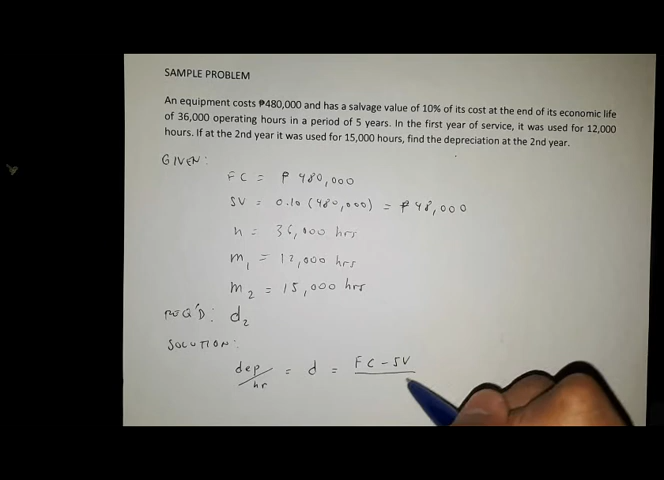 SAMPLE PROBLEM
An equipment costs ₱480,000 and has a salvage value of 10% of its cost at the end of its economic life
of 36,000 operating hours in a period of 5 years. In the first year of service, it was used for 12,000
hours. If at the 2nd year it was used for 15,000 hours, find the depreciation at the 2nd year.
GIVEN:
FC = ₱ 480,000
SV = 0.10 (480,000) = ₱ 48,000
n = 36,000 hrs
m₁ = 12,000 hrs
m₂ = 15,000 hrs
REQ'D: d₂
SOLUTION:
dep/hr = d = FC - SV